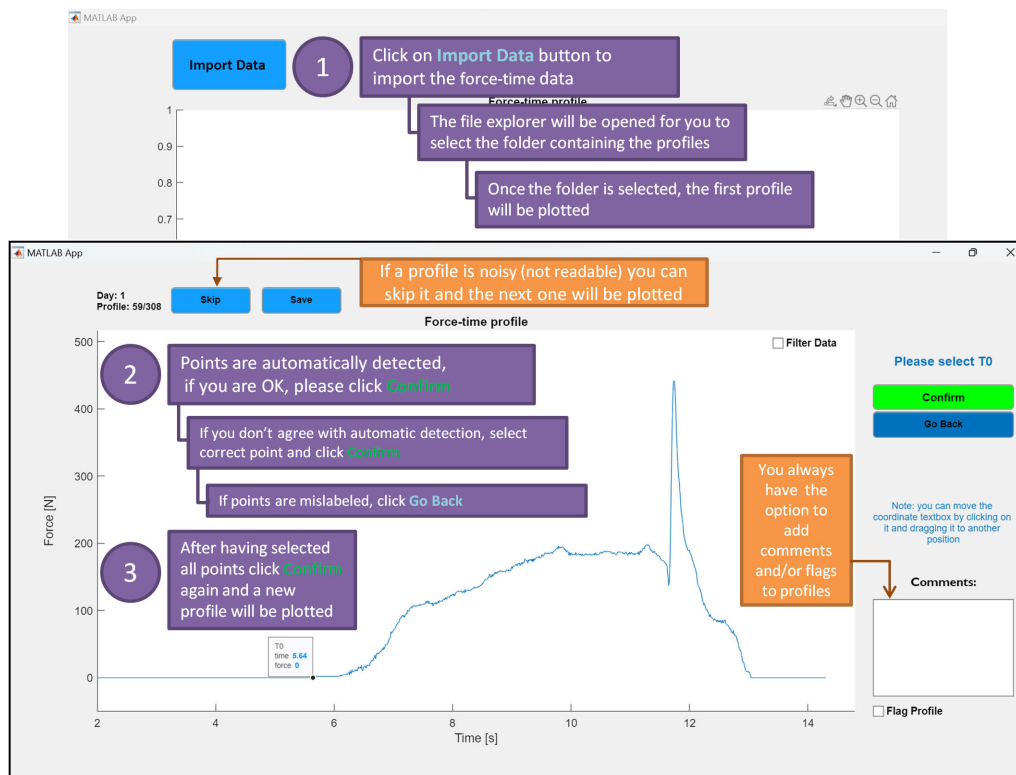 MATLAB App
Import Data
1
Click on Import Data button to
import the force-time data
Force-time profile
The file explorer will be opened for you to
select the folder containing the profiles
Once the folder is selected, the first profile
will be plotted
1
0.9
0.8
0.7
MATLAB App
If a profile is noisy (not readable) you can
skip it and the next one will be plotted
Day: 1
Profile: 59/308
Skip
Save
Force-time profile
Filter Data
2
Points are automatically detected,
if you are OK, please click Confirm
If you don't agree with automatic detection, select
correct point and click Confirm
If points are mislabeled, click Go Back
3
After having selected
all points click Confirm
again and a new
profile will be plotted
You always
have the
option to
add
comments
and/or flags
to profiles
Please select T0
Confirm
Go Back
Note: you can move the
coordinate textbox by clicking on
it and dragging it to another
position
Comments:
Flag Profile
T0
time 5.64
force 0
Force [N]
500
400
300
200
100
0
2 4 6 8 10 12 14
Time [s]